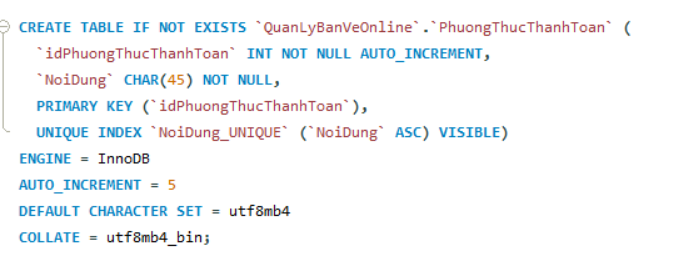 CREATE TABLE IF NOT EXISTS `QuanLyBanVeOnline`.`PhuongThucThanhToan` (
`idPhuongThucThanhToan` INT NOT NULL AUTO_INCREMENT,
`NoiDung` CHAR(45) NOT NULL,
PRIMARY KEY (`idPhuongThucThanhToan`),
UNIQUE INDEX `NoiDung_UNIQUE` (`NoiDung` ASC) VISIBLE)
ENGINE = InnoDB
AUTO_INCREMENT = 5
DEFAULT CHARACTER SET = utf8mb4
COLLATE = utf8mb4_bin;